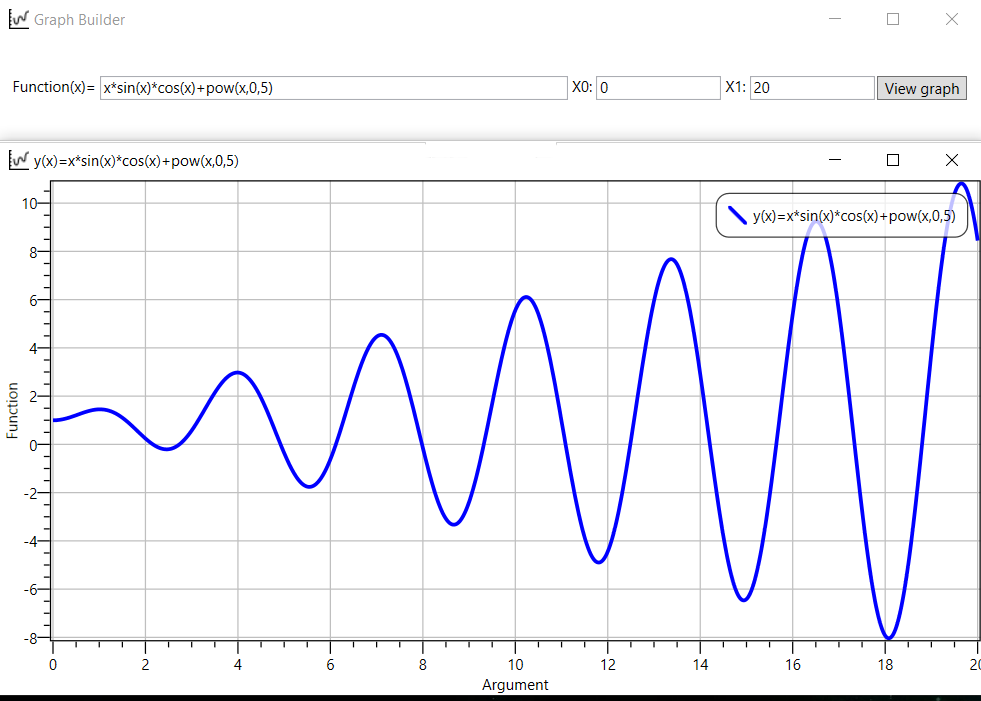 Graph Builder
Function(x)= x*sin(x)*cos(x)+pow(x,0,5) X0: 0 X1: 20 View graph
y(x)=x*sin(x)*cos(x)+pow(x,0,5)
y(x)=x*sin(x)*cos(x)+pow(x,0,5)
Function
10
8
6
4
2
0
-2
-4
-6
-8
0 2 4 6 8 10 12 14 16 18 20
Argument